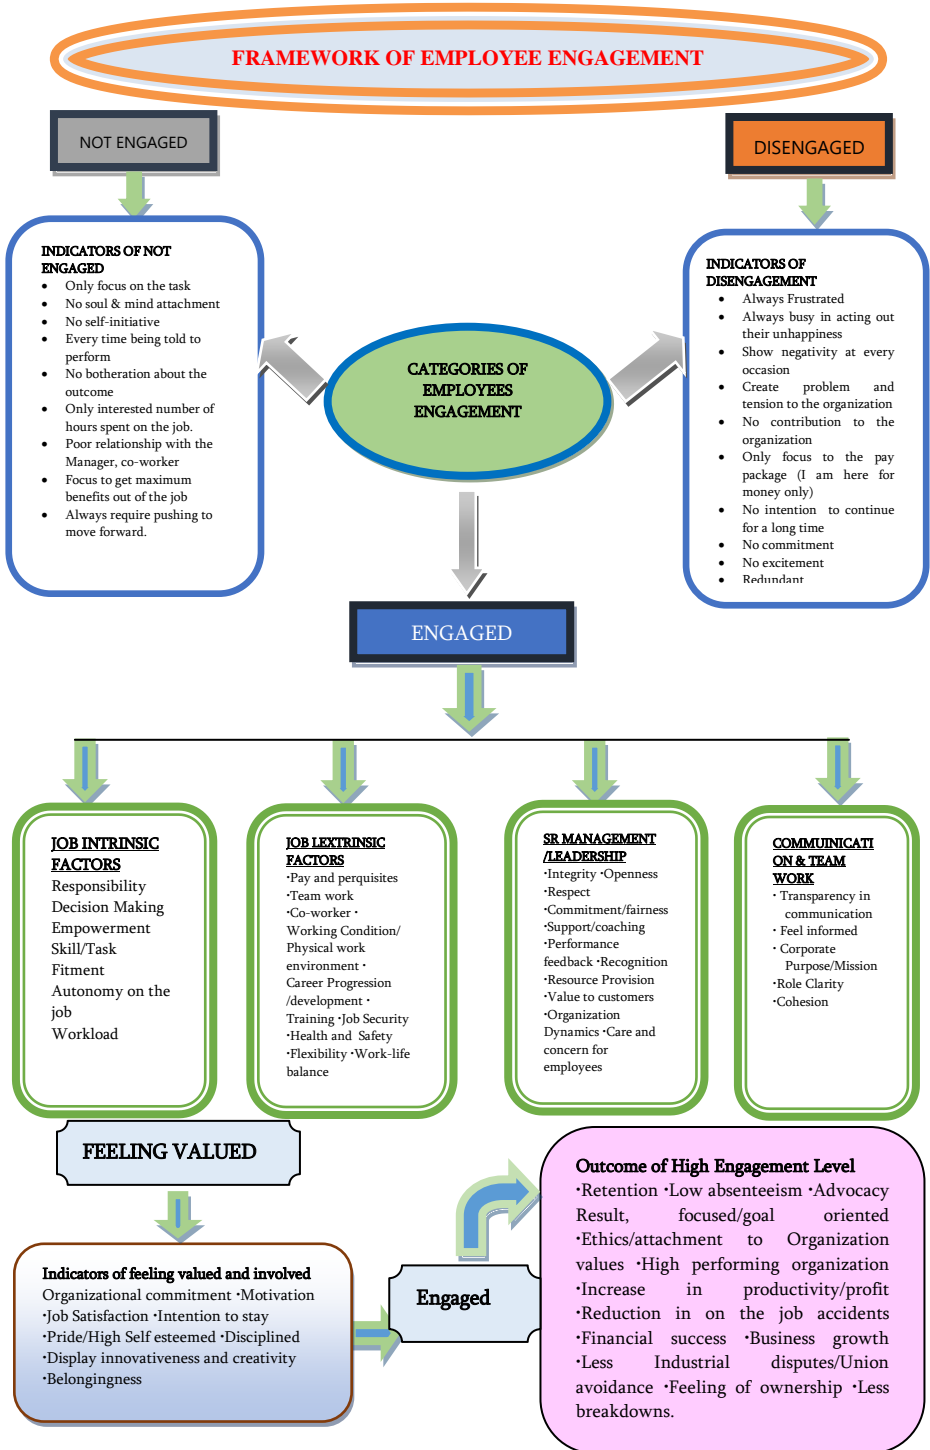 FRAMEWORK OF EMPLOYEE ENGAGEMENT
NOT ENGAGED
DISENGAGED
INDICATORS OF NOT
ENGAGED
• Only focus on the task
• No soul & mind attachment
• No self-initiative
• Every time being told to
perform
• No botheration about the
outcome
• Only interested number of
hours spent on the job.
• Poor relationship with the
Manager, co-worker
• Focus to get maximum
benefits out of the job
• Always require pushing to
move forward.
CATEGORIES OF
EMPLOYEES
ENGAGEMENT
INDICATORS OF
DISENGAGEMENT
• Always Frustrated
• Always busy in acting out
their unhappiness
• Show negativity at every
occasion
• Create problem and
tension to the organization
• No contribution to the
organization
• Only focus to the pay
package (I am here for
money only)
• No intention to continue
for a long time
• No commitment
• No excitement
• Redundant
ENGAGED
JOB INTRINSIC
FACTORS
Responsibility
Decision Making
Empowerment
Skill/Task
Fitment
Autonomy on the
job
Workload
JOB LEXTRINSIC
FACTORS
•Pay and perquisites
•Team work
•Co-worker •
Working Condition/
Physical work
environment •
Career Progression
/development •
Training •Job Security
•Health and Safety
•Flexibility •Work-life
balance
SR MANAGEMENT
/LEADERSHIP
•Integrity •Openness
•Respect
•Commitment/fairness
•Support/coaching
•Performance
feedback •Recognition
•Resource Provision
•Value to customers
•Organization
Dynamics •Care and
concern for
employees
COMMUINICATI
ON & TEAM
WORK
• Transparency in
communication
• Feel informed
• Corporate
Purpose/Mission
•Role Clarity
•Cohesion
FEELING VALUED
Indicators of feeling valued and involved
Organizational commitment •Motivation
•Job Satisfaction •Intention to stay
•Pride/High Self esteemed •Disciplined
•Display innovativeness and creativity
•Belongingness
Engaged
Outcome of High Engagement Level
•Retention •Low absenteeism •Advocacy
Result, focused/goal oriented
•Ethics/attachment to Organization
values •High performing organization
•Increase in productivity/profit
•Reduction in on the job accidents
•Financial success •Business growth
•Less Industrial disputes/Union
avoidance •Feeling of ownership •Less
breakdowns.